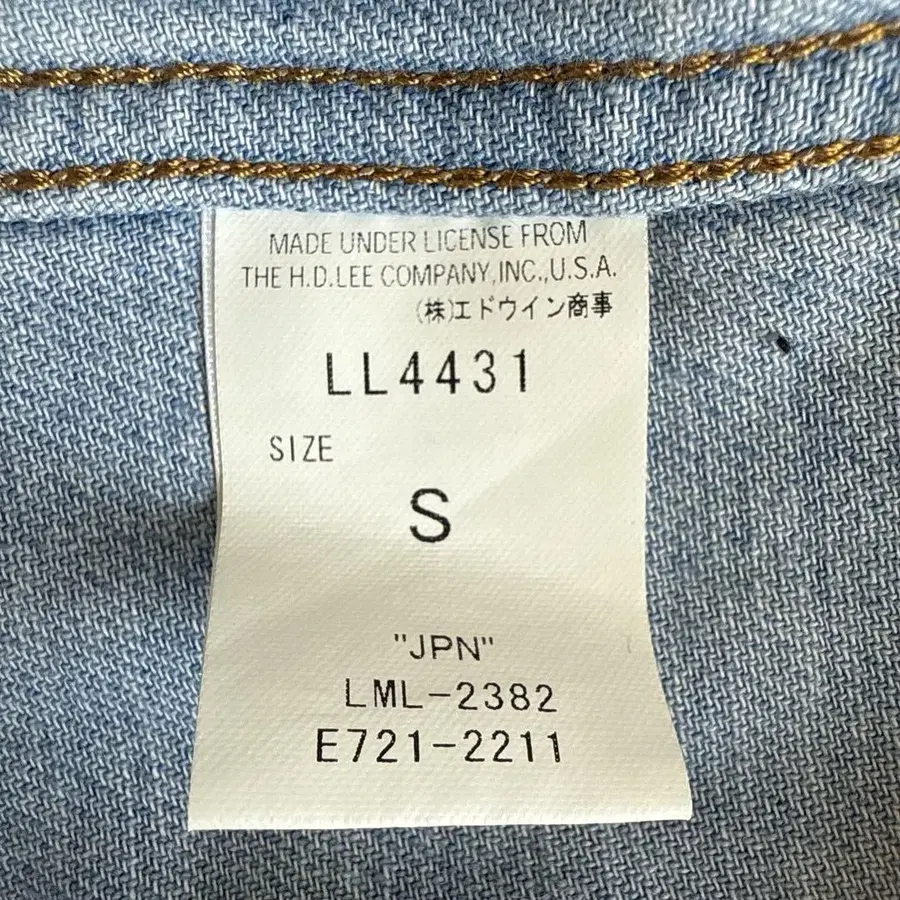 MADE UNDER LICENSE FROM
THE H.D.LEE COMPANY,INC.,U.S.A.
(株)エドウイン商事
LL4431
SIZE
S
"JPN"
LML-2382
E721-2211